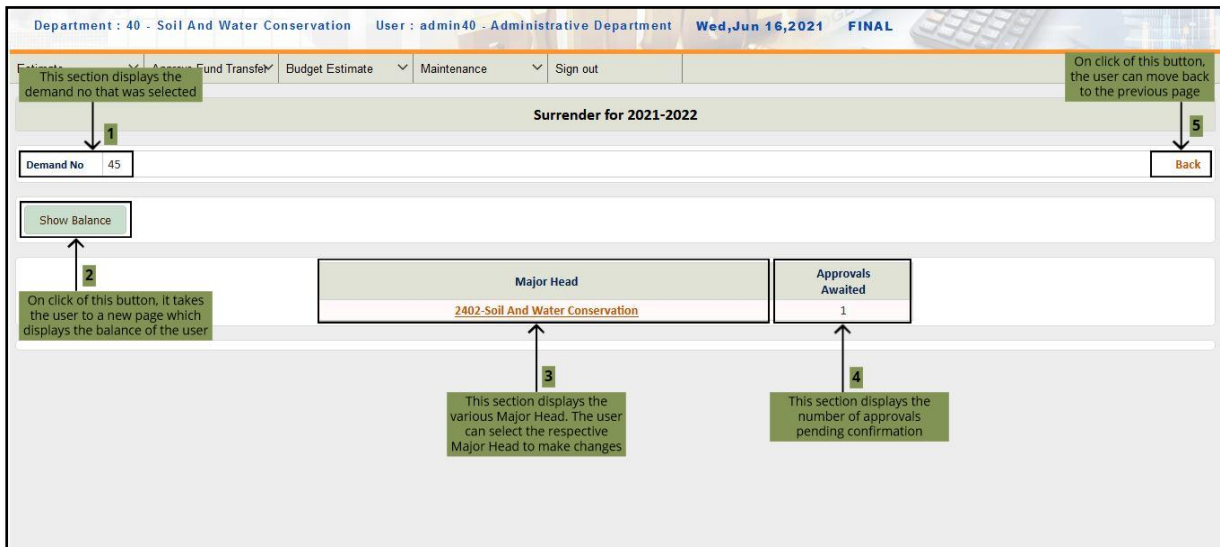 Department : 40 - Soil And Water Conservation User : admin40 - Administrative Department Wed,Jun 16,2021 FINAL
Fund Transfer Budget Estimate Maintenance Sign out
This section displays the
demand no that was selected
On click of this button,
the user can move back
to the previous page
Surrender for 2021-2022
1
5
Demand No 45
Back
Show Balance
2
On click of this button, it takes
the user to a new page which
displays the balance of the user
Major Head
Approvals
Awaited
2402-Soil And Water Conservation
1
3
This section displays the
various Major Head. The user
can select the respective
Major Head to make changes
4
This section displays the
number of approvals
pending confirmation